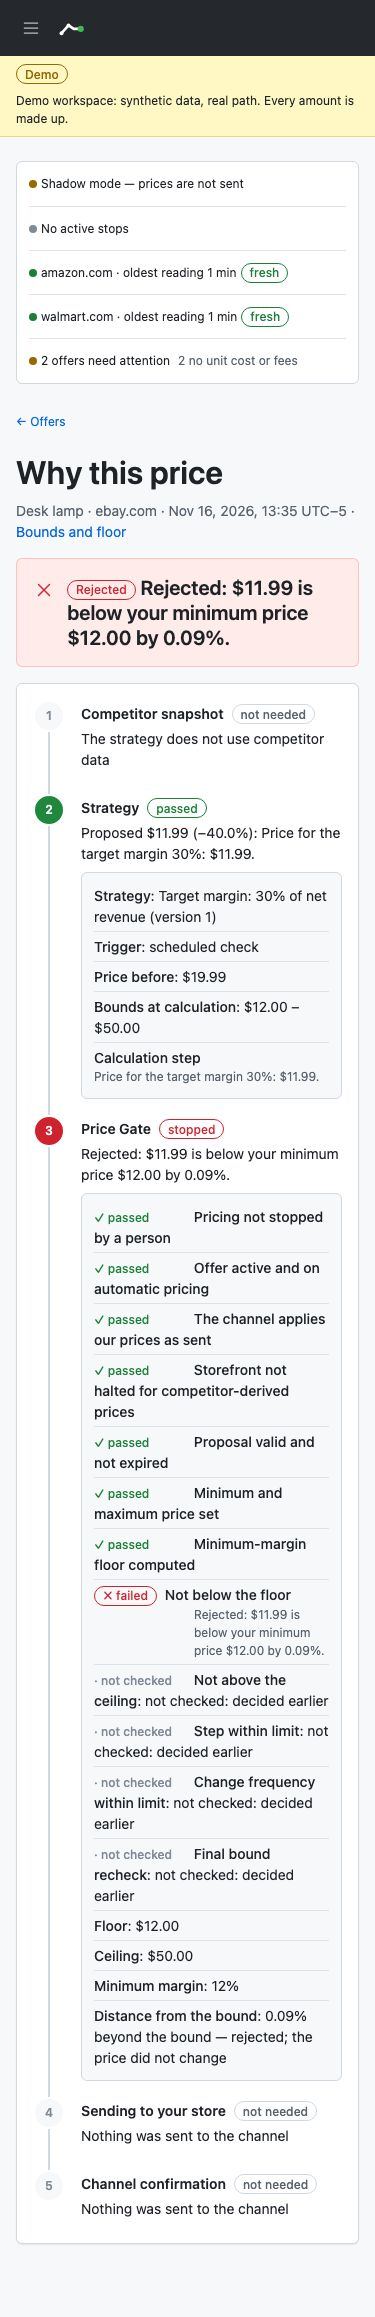 Demo
Demo workspace: synthetic data, real path. Every amount is
made up.
Shadow mode — prices are not sent
No active stops
amazon.com · oldest reading 1 min fresh
walmart.com · oldest reading 1 min fresh
2 offers need attention 2 no unit cost or fees
← Offers
Why this price
Desk lamp · ebay.com · Nov 16, 2026, 13:35 UTC−5 ·
Bounds and floor
Rejected Rejected: $11.99 is
below your minimum price
$12.00 by 0.09%.
1 Competitor snapshot not needed
The strategy does not use competitor
data
2 Strategy passed
Proposed $11.99 (−40.0%): Price for the
target margin 30%: $11.99.
Strategy: Target margin: 30% of net
revenue (version 1)
Trigger: scheduled check
Price before: $19.99
Bounds at calculation: $12.00 –
$50.00
Calculation step
Price for the target margin 30%: $11.99.
3 Price Gate stopped
Rejected: $11.99 is below your minimum
price $12.00 by 0.09%.
✓ passed Pricing not stopped
by a person
✓ passed Offer active and on
automatic pricing
✓ passed The channel applies
our prices as sent
✓ passed Storefront not
halted for competitor-derived
prices
✓ passed Proposal valid and
not expired
✓ passed Minimum and
maximum price set
✓ passed Minimum-margin
floor computed
✕ failed Not below the floor
Rejected: $11.99 is
below your minimum
price $12.00 by 0.09%.
· not checked Not above the
ceiling: not checked: decided earlier
· not checked Step within limit: not
checked: decided earlier
· not checked Change frequency
within limit: not checked: decided
earlier
· not checked Final bound
recheck: not checked: decided
earlier
Floor: $12.00
Ceiling: $50.00
Minimum margin: 12%
Distance from the bound: 0.09%
beyond the bound — rejected; the
price did not change
4 Sending to your store not needed
Nothing was sent to the channel
5 Channel confirmation not needed
Nothing was sent to the channel